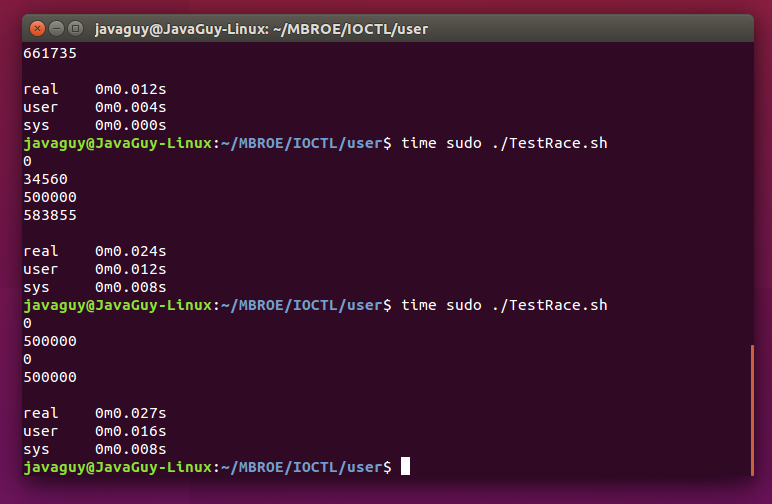 javaguy@JavaGuy-Linux: ~/MBROE/IOCTL/user
661735
real 0m0.012s
user 0m0.004s
sys 0m0.000s
javaguy@JavaGuy-Linux:~/MBROE/IOCTL/user$ time sudo ./TestRace.sh
0
34560
500000
583855
real 0m0.024s
user 0m0.012s
sys 0m0.008s
javaguy@JavaGuy-Linux:~/MBROE/IOCTL/user$ time sudo ./TestRace.sh
0
500000
0
500000
real 0m0.027s
user 0m0.016s
sys 0m0.008s
javaguy@JavaGuy-Linux:~/MBROE/IOCTL/user$